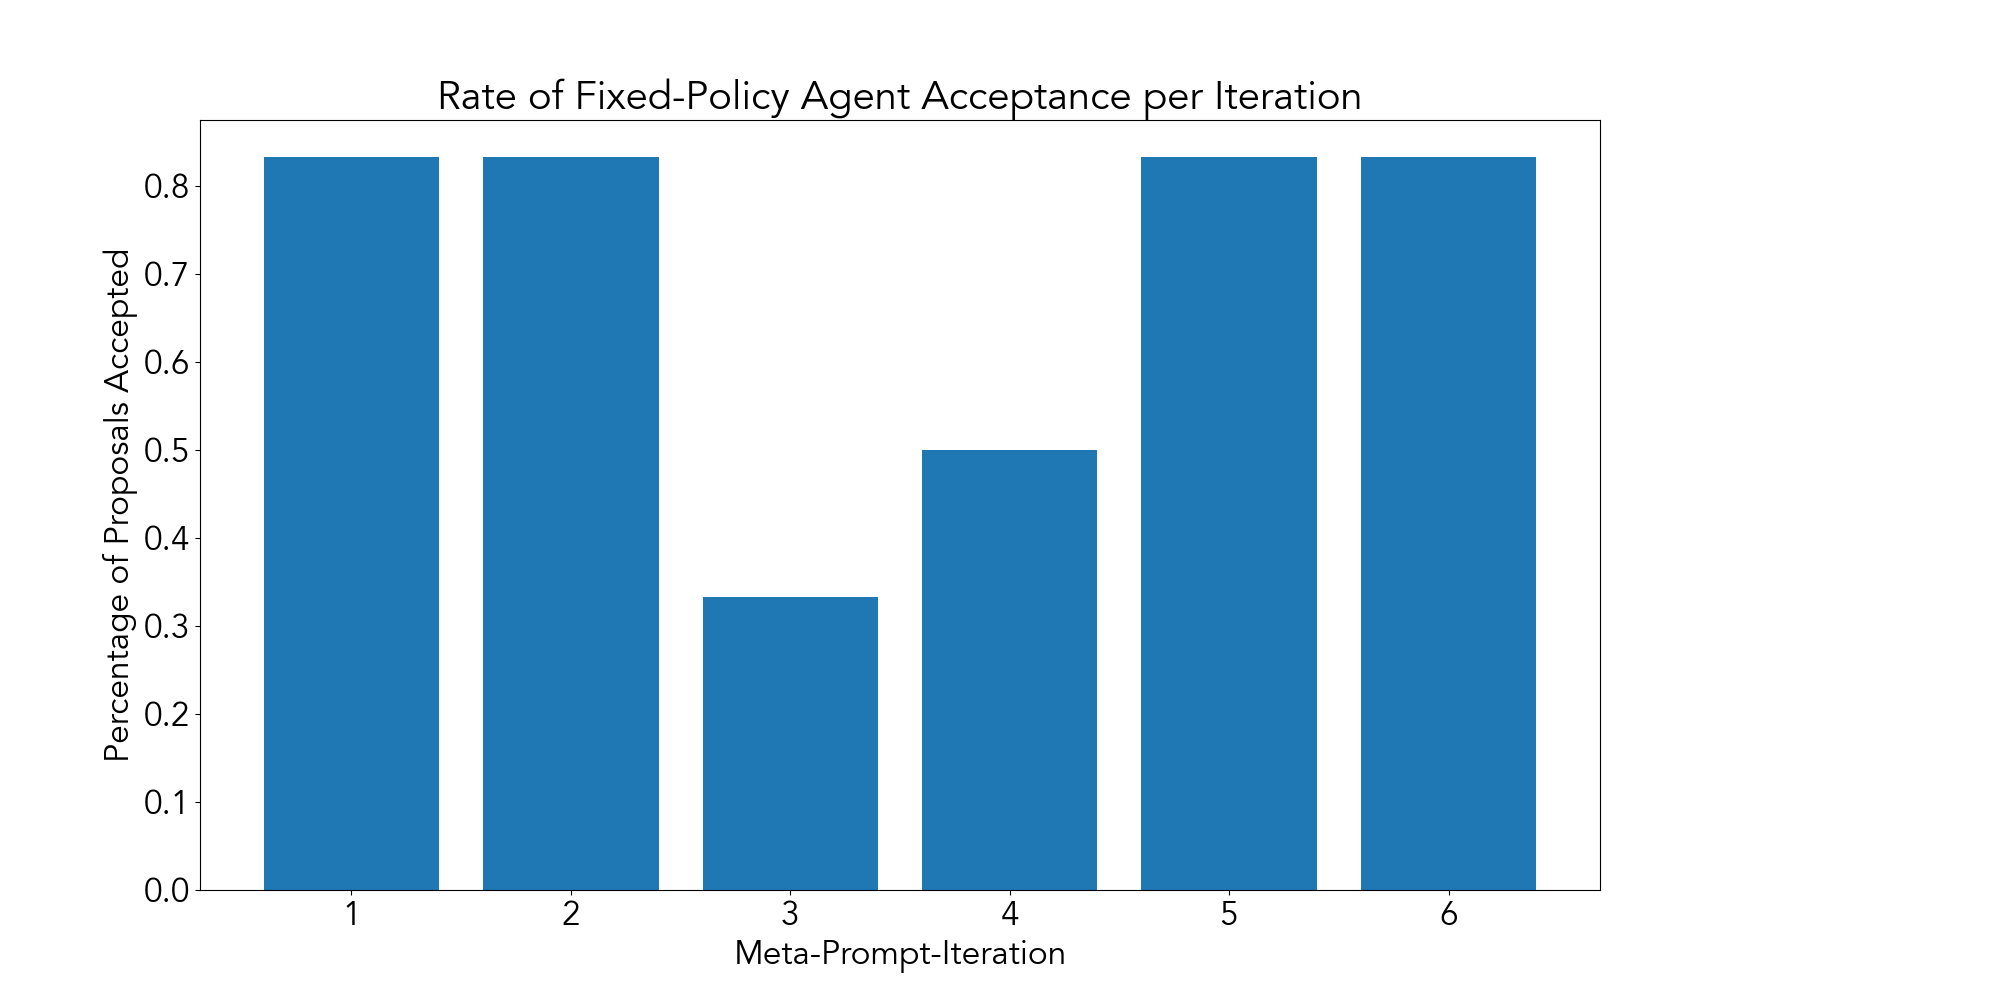 Rate of Fixed-Policy Agent Acceptance per Iteration
Percentage of Proposals Accepted
0.8
0.7
0.6
0.5
0.4
0.3
0.2
0.1
0.0
1 2 3 4 5 6
Meta-Prompt-Iteration